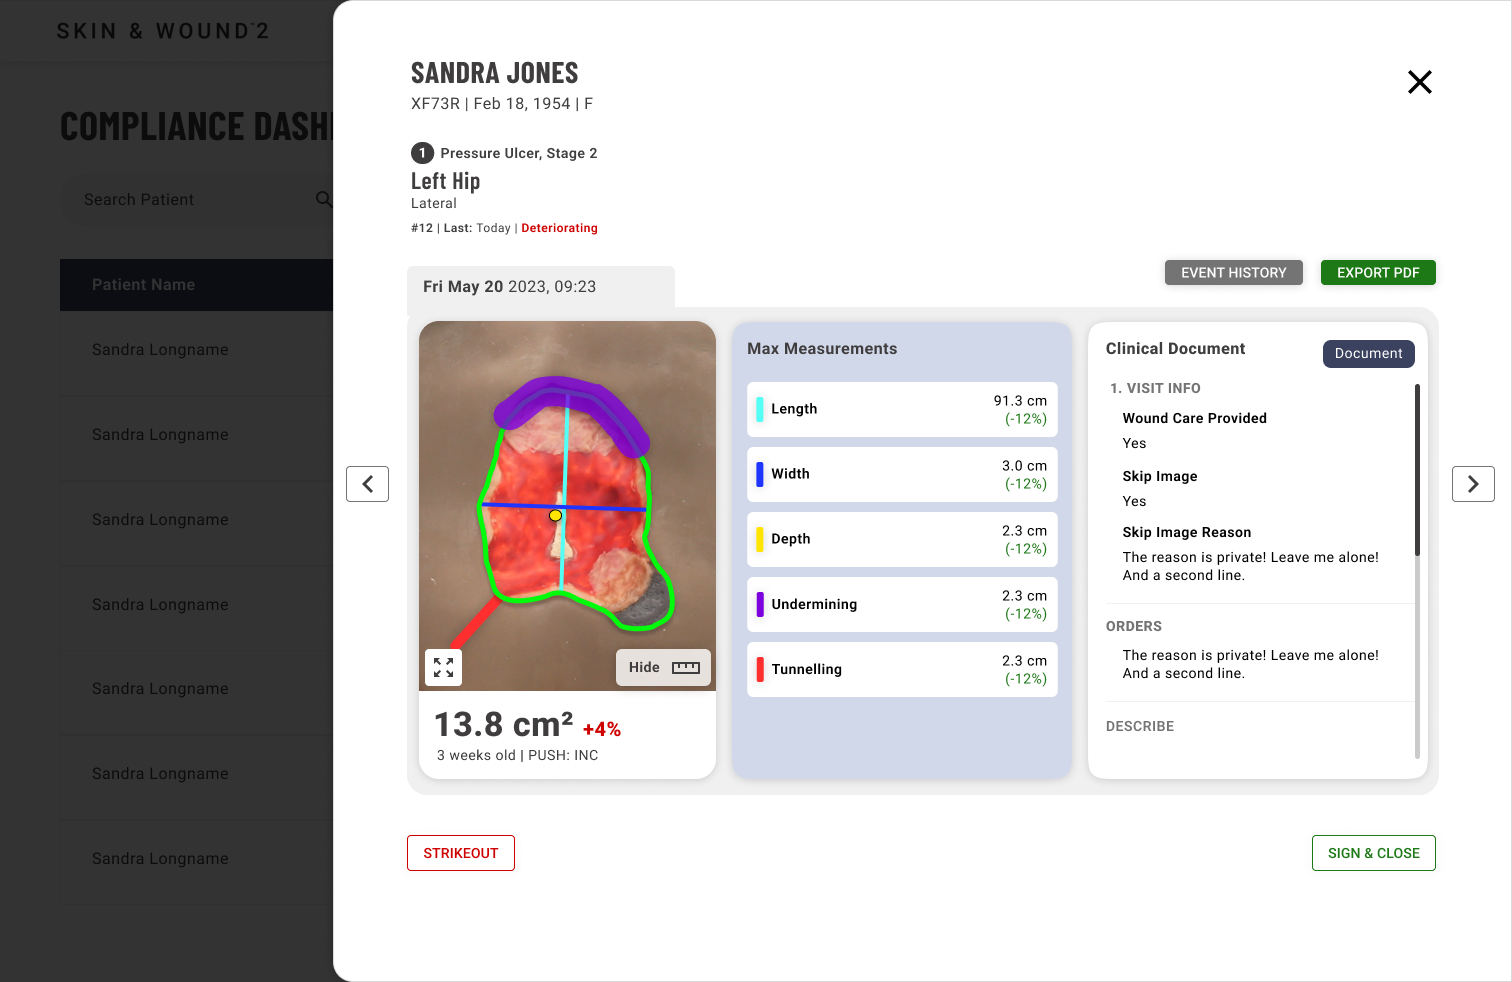 SKIN & WOUND™2
COMPLIANCE DASH
Search Patient
Patient Name
Sandra Longname
Sandra Longname
Sandra Longname
Sandra Longname
Sandra Longname
Sandra Longname
Sandra Longname
SANDRA JONES
XF73R | Feb 18, 1954 | F
1 Pressure Ulcer, Stage 2
Left Hip
Lateral
#12 | Last: Today | Deteriorating
EVENT HISTORY
EXPORT PDF
Fri May 20 2023, 09:23
Hide
13.8 cm² +4%
3 weeks old | PUSH: INC
Max Measurements
Length 91.3 cm
(-12%)
Width 3.0 cm
(-12%)
Depth 2.3 cm
(-12%)
Undermining 2.3 cm
(-12%)
Tunnelling 2.3 cm
(-12%)
Clinical Document
Document
1. VISIT INFO
Wound Care Provided
Yes
Skip Image
Yes
Skip Image Reason
The reason is private! Leave me alone!
And a second line.
ORDERS
The reason is private! Leave me alone!
And a second line.
DESCRIBE
STRIKEOUT
SIGN & CLOSE